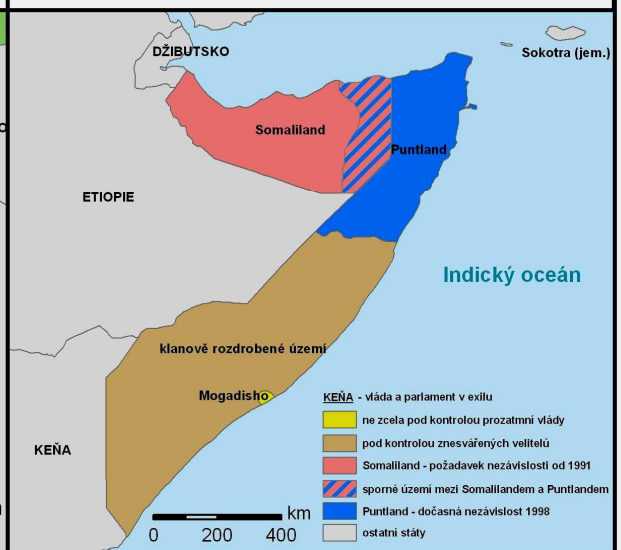 DŽIBUTSKO
Sokotra (jem.)
Somaliland
Puntland
ETIOPIE
Indický oceán
klanově rozdrobené území
Mogadisho
KEŇA
KEŇA - vláda a parlament v exilu
ne zcela pod kontrolou prozatmní vlády
pod kontrolou znesvářených velitelů
Somaliland - požadavek nezávislosti od 1991
sporné území mezi Somalilandem a Puntlandem
Puntland - dočasná nezávislost 1998
ostatní státy
km
0 200 400